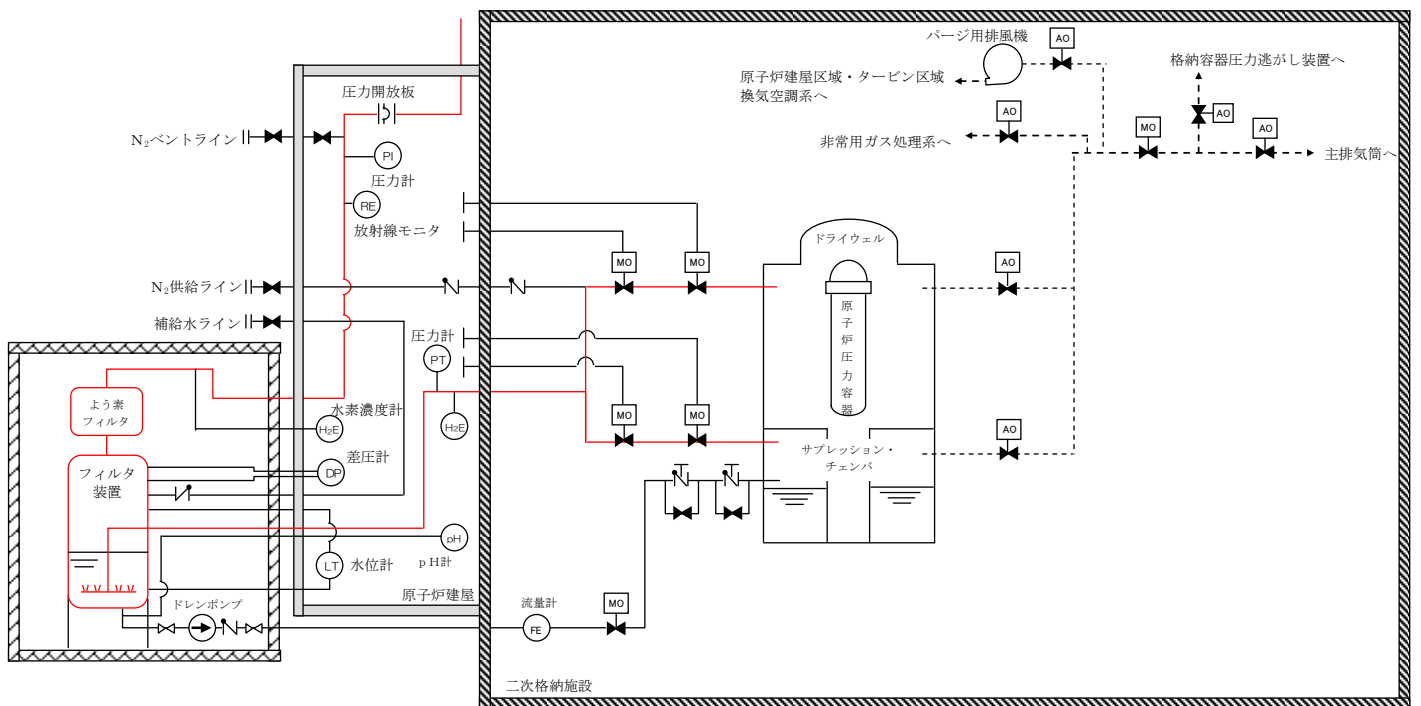 パージ用排風機
AO
原子炉建屋区域・タービン区域
換気空調系へ
格納容器圧力逃がし装置へ
AO
AO
非常用ガス処理系へ
MO
AO
主排気筒へ
圧力開放板
N₂ベントライン
PI
圧力計
RE
放射線モニタ
ドライウェル
MO
MO
AO
N₂供給ライン
補給水ライン
原子炉圧力容器
圧力計
PT
よう素
フィルタ
水素濃度計
H2E
H2E
MO
MO
AO
サプレッション・
チェンバ
フィルタ
装置
差圧計
DP
pH
pH計
LT
水位計
原子炉建屋
ドレンポンプ
流量計
FE
MO
二次格納施設